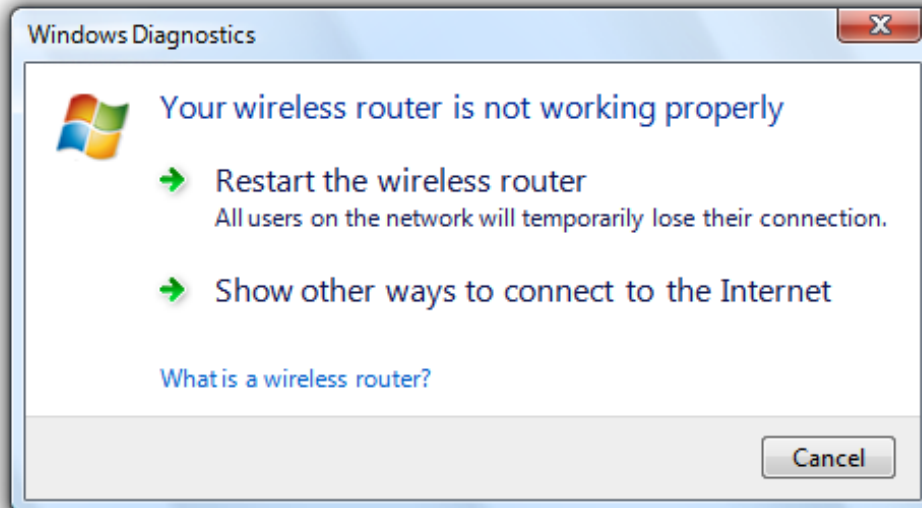 Windows Diagnostics
Your wireless router is not working properly
Restart the wireless router
All users on the network will temporarily lose their connection.
Show other ways to connect to the Internet
What is a wireless router?
Cancel